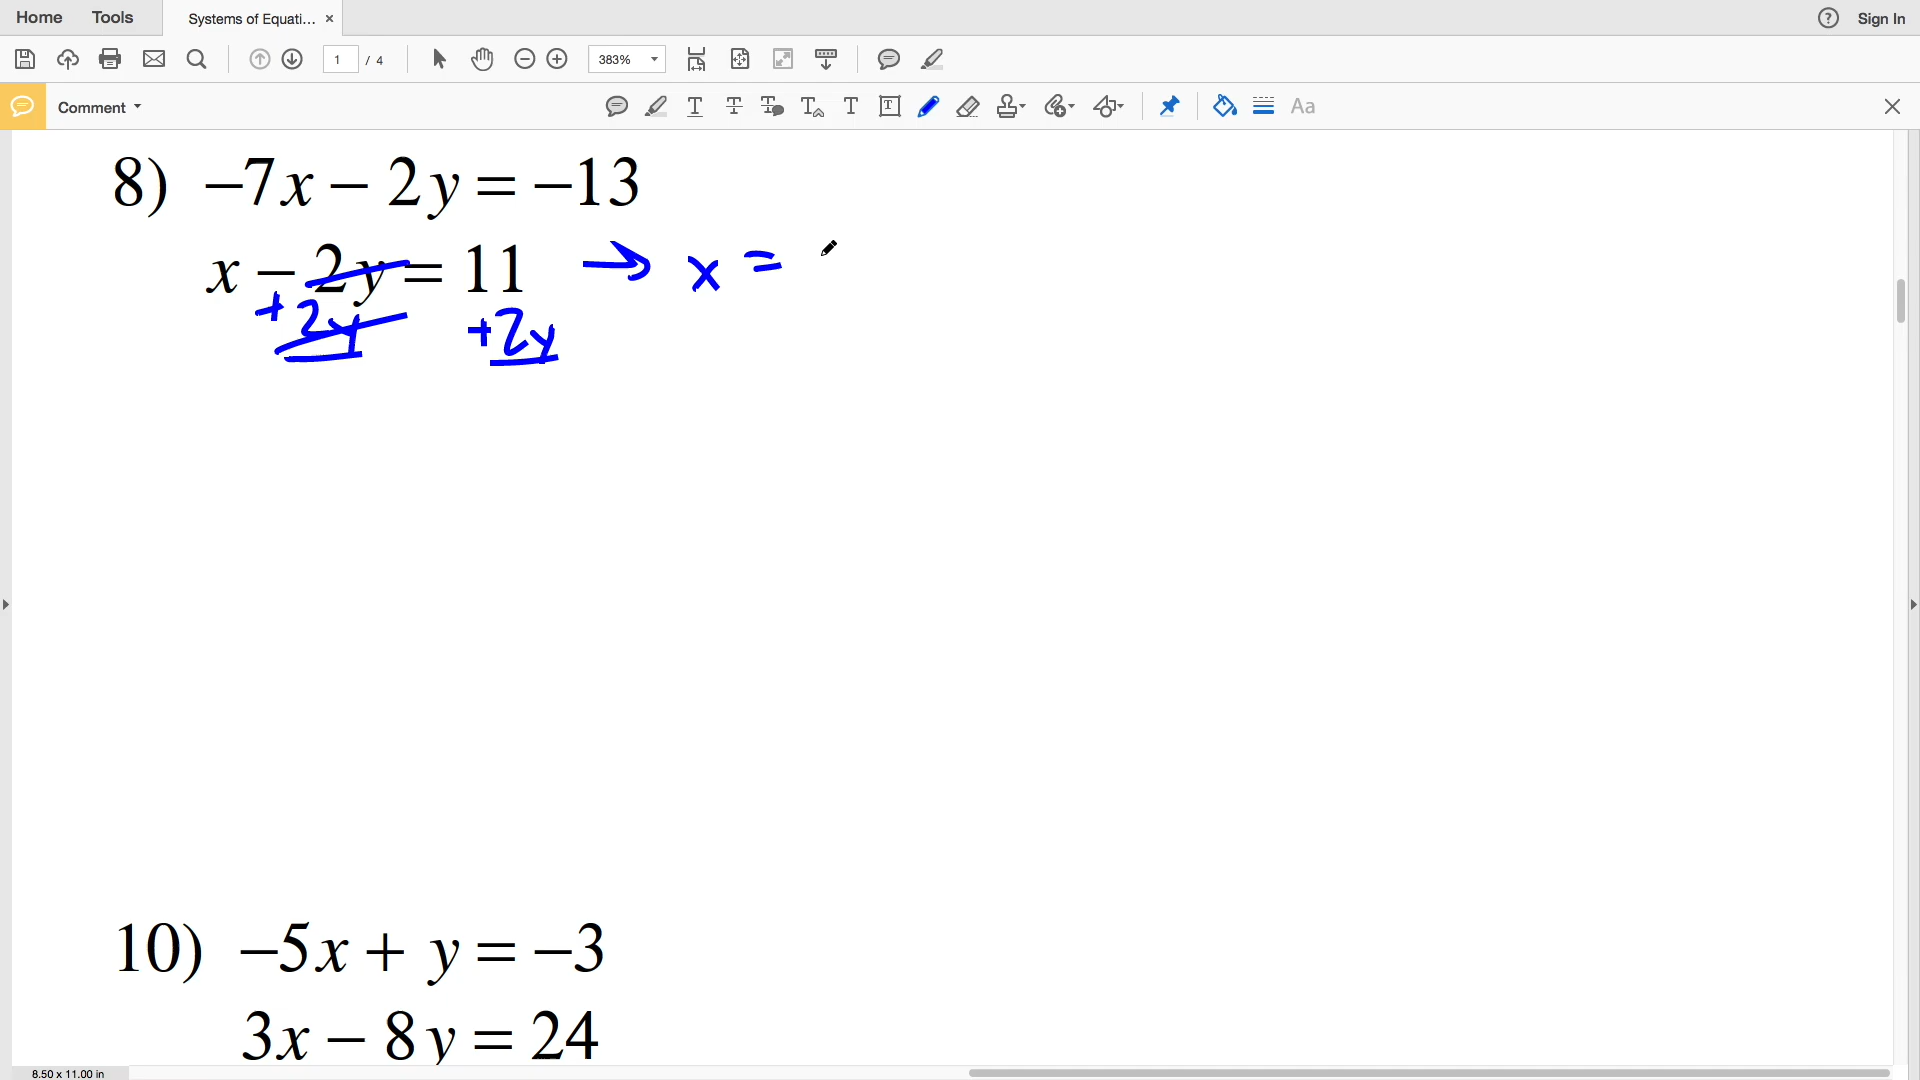 Home Tools Systems of Equati... × ? Sign In
1 / 4 383%
Comment T T T T T T Aa
8) −7x − 2y = −13
x − 2y = 11 → x =
+2y +2y
10) −5x + y = −3
3x − 8y = 24
8.50 x 11.00 in